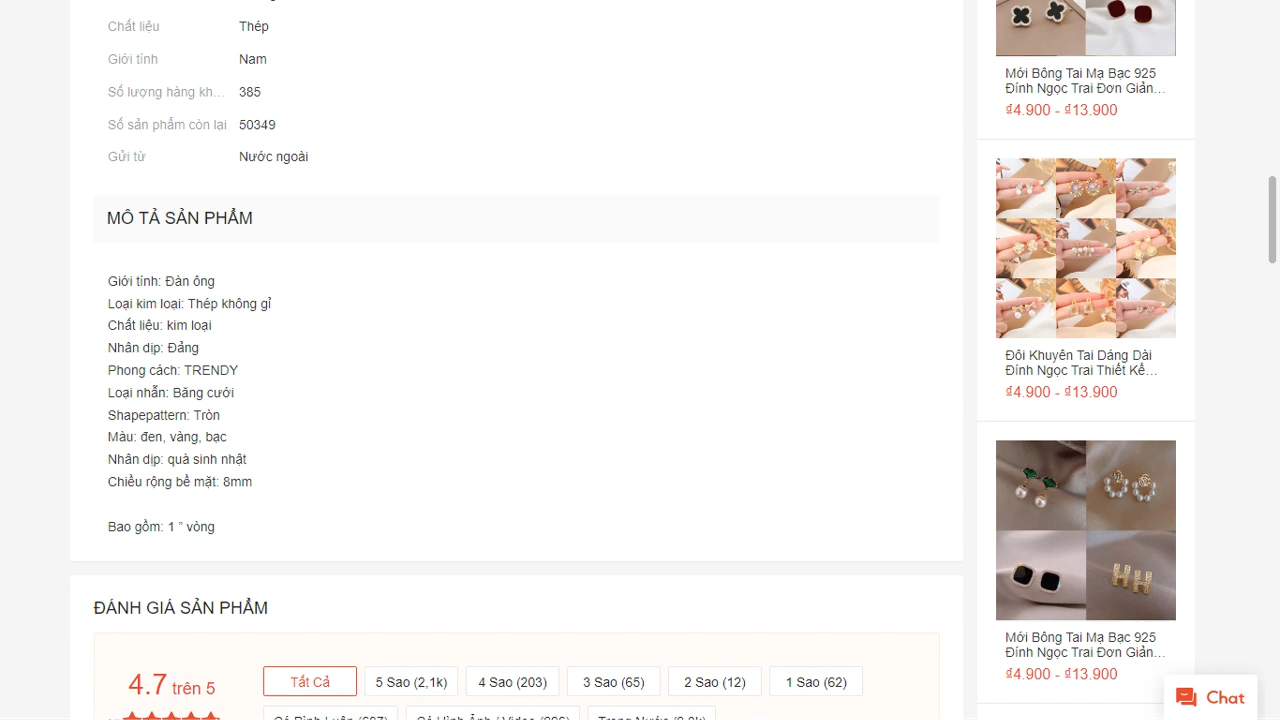 Chất liệu
Thép
Giới tính
Nam
Số lượng hàng kh...
385
Số sản phẩm còn lại
50349
Gửi từ
Nước ngoài
MÔ TẢ SẢN PHẨM
Giới tính: Đàn ông
Loại kim loại: Thép không gỉ
Chất liệu: kim loại
Nhân dịp: Đảng
Phong cách: TRENDY
Loại nhẫn: Băng cưới
Shapepattern: Tròn
Màu: đen, vàng, bạc
Nhân dịp: quà sinh nhật
Chiều rộng bề mặt: 8mm
Bao gồm: 1 " vòng
ĐÁNH GIÁ SẢN PHẨM
4.7 trên 5
Tất Cả
5 Sao (2,1k)
4 Sao (203)
3 Sao (65)
2 Sao (12)
1 Sao (62)
Mới Bông Tai Mạ Bạc 925
Đính Ngọc Trai Đơn Giản...
₫4.900 - ₫13.900
Đôi Khuyên Tai Dáng Dài
Đính Ngọc Trai Thiết Kế...
₫4.900 - ₫13.900
Mới Bông Tai Mạ Bạc 925
Đính Ngọc Trai Đơn Giản...
₫4.900 - ₫13.900
Chat